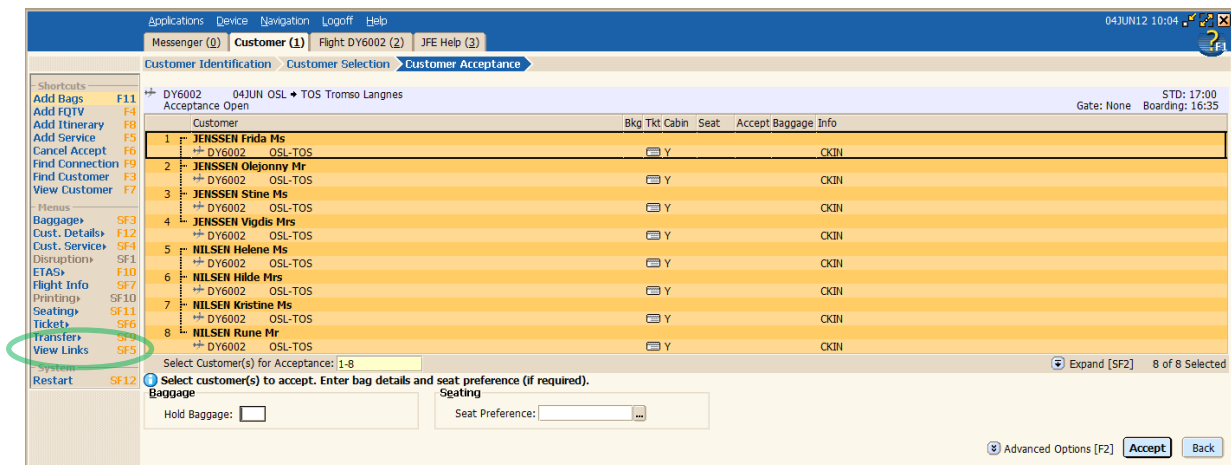 Applications Device Navigation Logoff Help 04JUN12 10:04
Messenger (0) Customer (1) Flight DY6002 (2) JFE Help (3) ? F1
Customer Identification Customer Selection Customer Acceptance
Shortcuts
Add Bags F11
Add FQTV F4
Add Itinerary F8
Add Service F5
Cancel Accept F6
Find Connection F9
Find Customer F3
View Customer F7
Menus
Baggage SF3
Cust. Details F12
Cust. Service SF4
Disruption SF1
ETAS F10
Flight Info SF7
Printing SF10
Seating SF11
Ticket SF6
Transfer SF9
View Links SF5
System
Restart SF12
DY6002 04JUN OSL TOS Tromso Langnes STD: 17:00
Acceptance Open Gate: None Boarding: 16:35
Customer Bkg Tkt Cabin Seat Accept Baggage Info
1 JENSSEN Frida Ms
DY6002 OSL-TOS Y CKIN
2 JENSSEN Olejonny Mr
DY6002 OSL-TOS Y CKIN
3 JENSSEN Stine Ms
DY6002 OSL-TOS Y CKIN
4 JENSSEN Vigdis Mrs
DY6002 OSL-TOS Y CKIN
5 NILSEN Helene Ms
DY6002 OSL-TOS Y CKIN
6 NILSEN Hilde Mrs
DY6002 OSL-TOS Y CKIN
7 NILSEN Kristine Ms
DY6002 OSL-TOS Y CKIN
8 NILSEN Rune Mr
DY6002 OSL-TOS Y CKIN
Select Customer(s) for Acceptance: 1-8 Expand [SF2] 8 of 8 Selected
Select customer(s) to accept. Enter bag details and seat preference (if required).
Baggage Seating
Hold Baggage: Seat Preference: ...
Advanced Options [F2] Accept Back